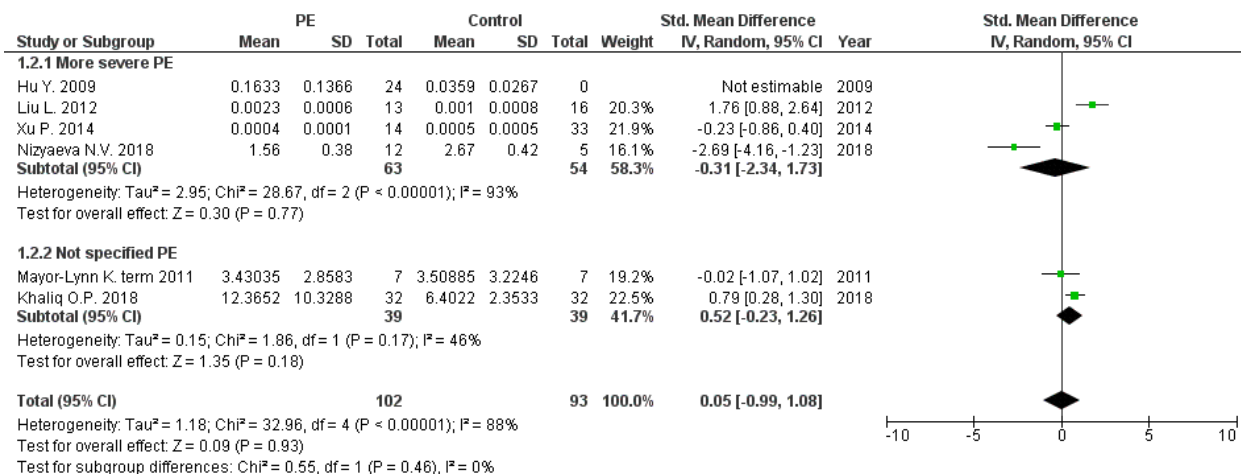 PE Control Std. Mean Difference Std. Mean Difference
Study or Subgroup Mean SD Total Mean SD Total Weight IV, Random, 95% CI Year IV, Random, 95% CI
1.2.1 More severe PE
Hu Y. 2009 0.1633 0.1366 24 0.0359 0.0267 0 Not estimable 2009
Liu L. 2012 0.0023 0.0006 13 0.001 0.0008 16 20.3% 1.76 [0.88, 2.64] 2012
Xu P. 2014 0.0004 0.0001 14 0.0005 0.0005 33 21.9% -0.23 [-0.86, 0.40] 2014
Nizyaeva N.V. 2018 1.56 0.38 12 2.67 0.42 5 16.1% -2.69 [-4.16, -1.23] 2018
Subtotal (95% CI) 63 54 58.3% -0.31 [-2.34, 1.73]
Heterogeneity: Tau² = 2.95; Chi² = 28.67, df = 2 (P < 0.00001); I² = 93%
Test for overall effect: Z = 0.30 (P = 0.77)
1.2.2 Not specified PE
Mayor-Lynn K. term 2011 3.43035 2.8583 7 3.50885 3.2246 7 19.2% -0.02 [-1.07, 1.02] 2011
Khaliq O.P. 2018 12.3652 10.3288 32 6.4022 2.3533 32 22.5% 0.79 [0.28, 1.30] 2018
Subtotal (95% CI) 39 39 41.7% 0.52 [-0.23, 1.26]
Heterogeneity: Tau² = 0.15; Chi² = 1.86, df = 1 (P = 0.17); I² = 46%
Test for overall effect: Z = 1.35 (P = 0.18)
Total (95% CI) 102 93 100.0% 0.05 [-0.99, 1.08]
Heterogeneity: Tau² = 1.18; Chi² = 32.96, df = 4 (P < 0.00001); I² = 88%
Test for overall effect: Z = 0.09 (P = 0.93)
Test for subgroup differences: Chi² = 0.55, df = 1 (P = 0.46), I² = 0%
-10 -5 0 5 10